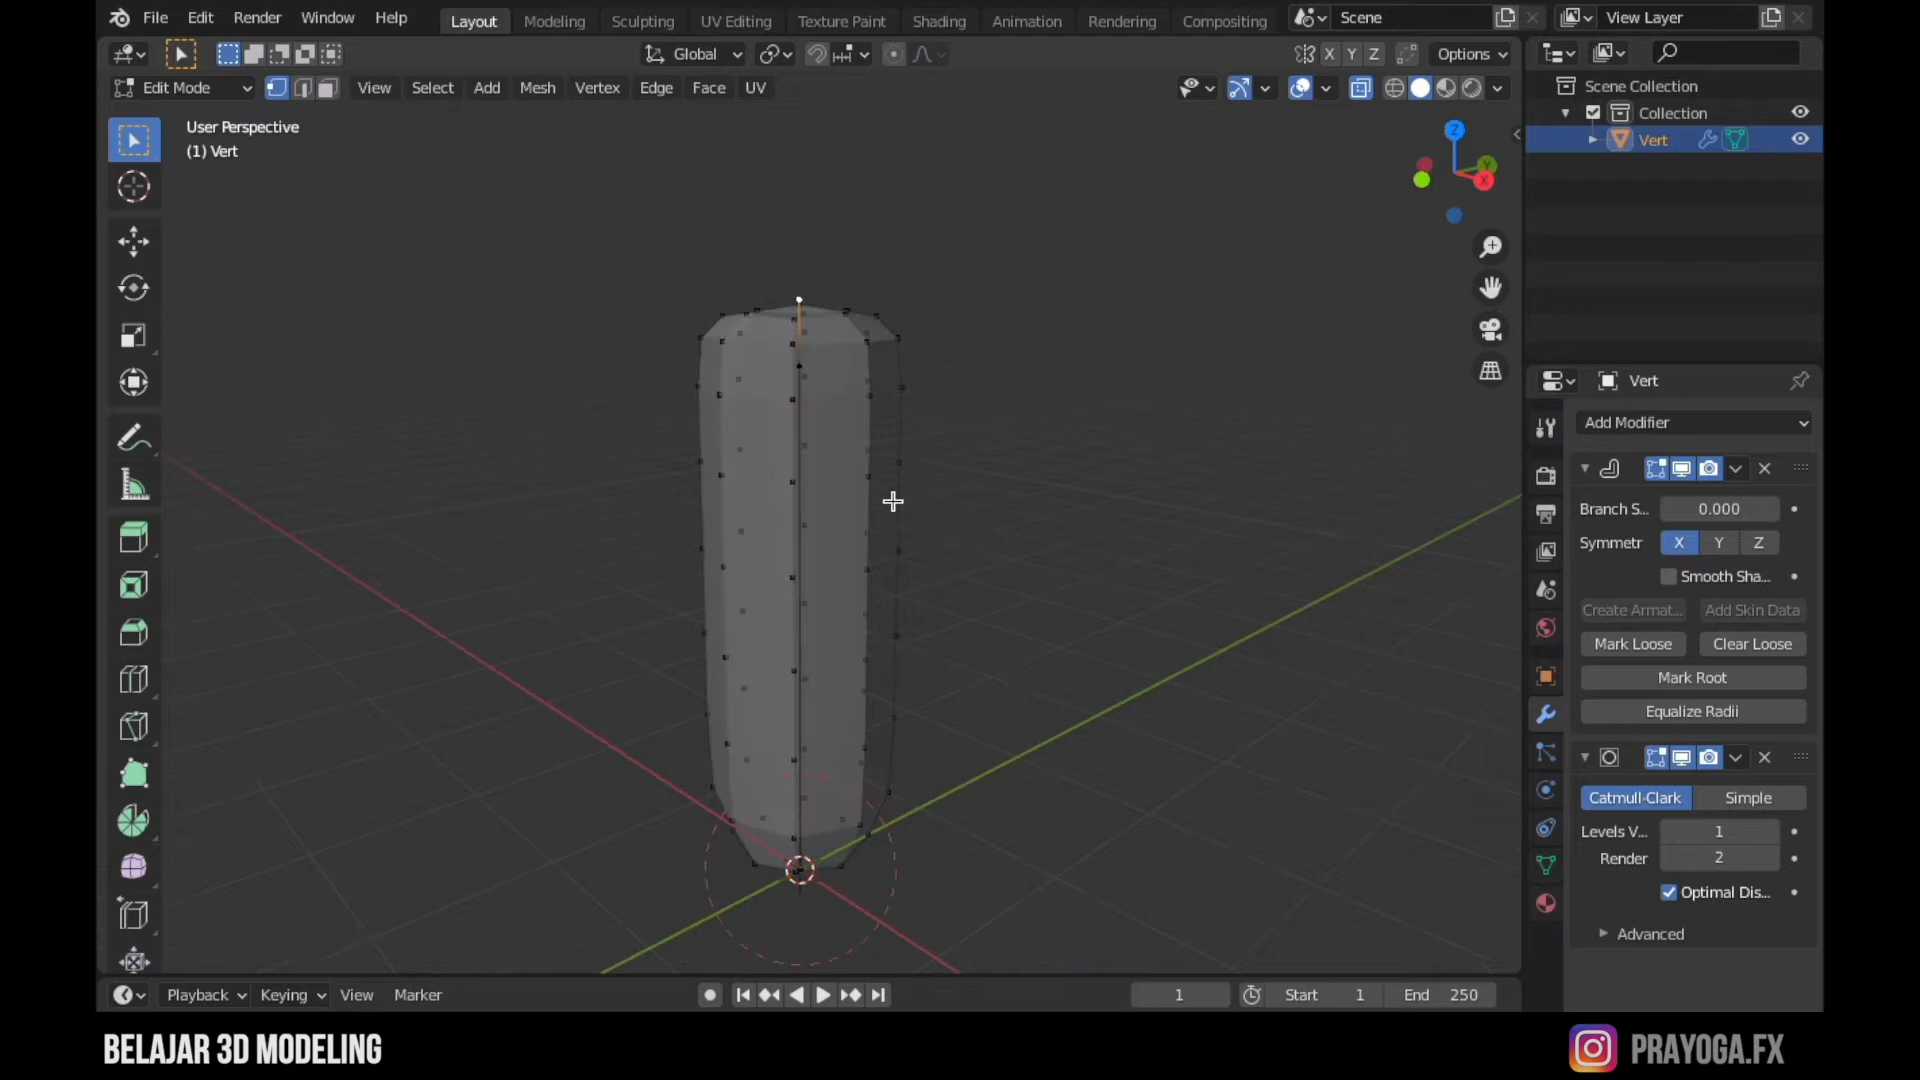 File Edit Render Window Help Layout Modeling Sculpting UV Editing Texture Paint Shading Animation Rendering Compositing Scene View Layer
Global X Y Z Options
Edit Mode View Select Add Mesh Vertex Edge Face UV
User Perspective
(1) Vert
Z
Y
X
Scene Collection
Collection
Vert
Vert
Add Modifier
Branch S... 0.000
Symmetr X Y Z
Smooth Sha...
Create Armat... Add Skin Data
Mark Loose Clear Loose
Mark Root
Equalize Radii
Catmull-Clark Simple
Levels V... 1
Render 2
Optimal Dis...
Advanced
Playback Keying View Marker 1 Start 1 End 250
BELAJAR 3D MODELING
PRAYOGA.FX